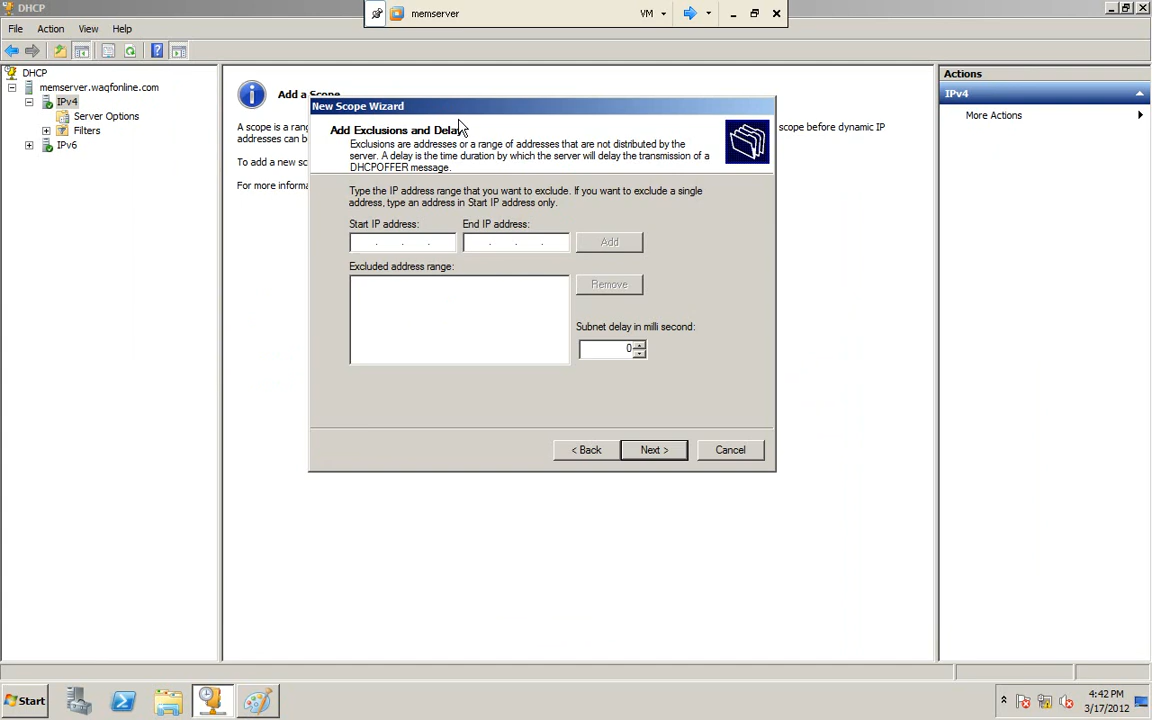 DHCP
memserver
VM
File Action View Help
DHCP
memserver.waqfonline.com
IPv4
Server Options
Filters
IPv6
Add a Scope
A scope is a rang
addresses can b
scope before dynamic IP
To add a new sc
For more informa
New Scope Wizard
Add Exclusions and Delay
Exclusions are addresses or a range of addresses that are not distributed by the
server. A delay is the time duration by which the server will delay the transmission of a
DHCPOFFER message.
Type the IP address range that you want to exclude. If you want to exclude a single
address, type an address in Start IP address only.
Start IP address: End IP address:
. . . . . . Add
Excluded address range:
Remove
Subnet delay in milli second:
0
< Back Next > Cancel
Actions
IPv4
More Actions
Start
4:42 PM
3/17/2012